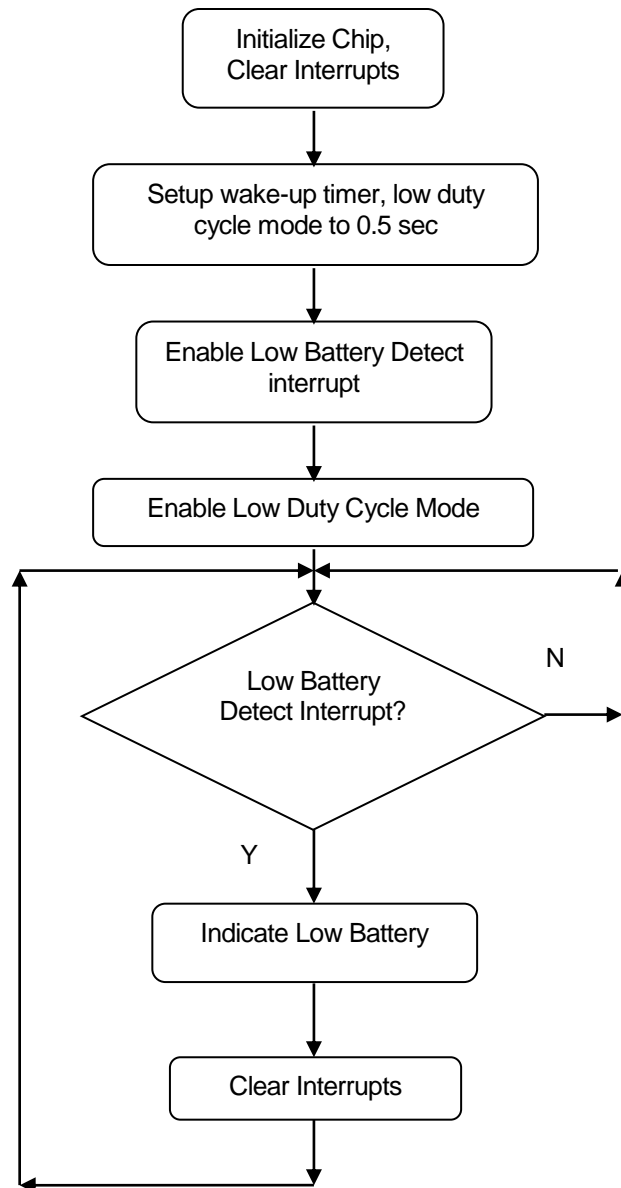 Initialize Chip,
Clear Interrupts
Setup wake-up timer, low duty
cycle mode to 0.5 sec
Enable Low Battery Detect
interrupt
Enable Low Duty Cycle Mode
Low Battery
Detect Interrupt?
N
Y
Indicate Low Battery
Clear Interrupts